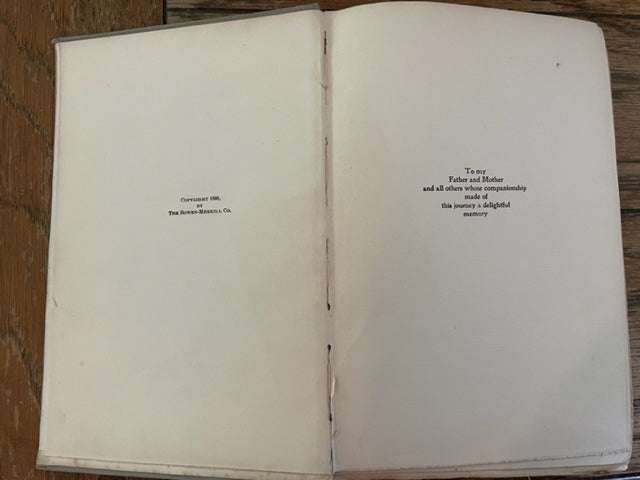 Copyright 1898,
by
The Bowen-Merrill Co.
To my
Father and Mother
and all others whose companionship
made of
this journey a delightful
memory